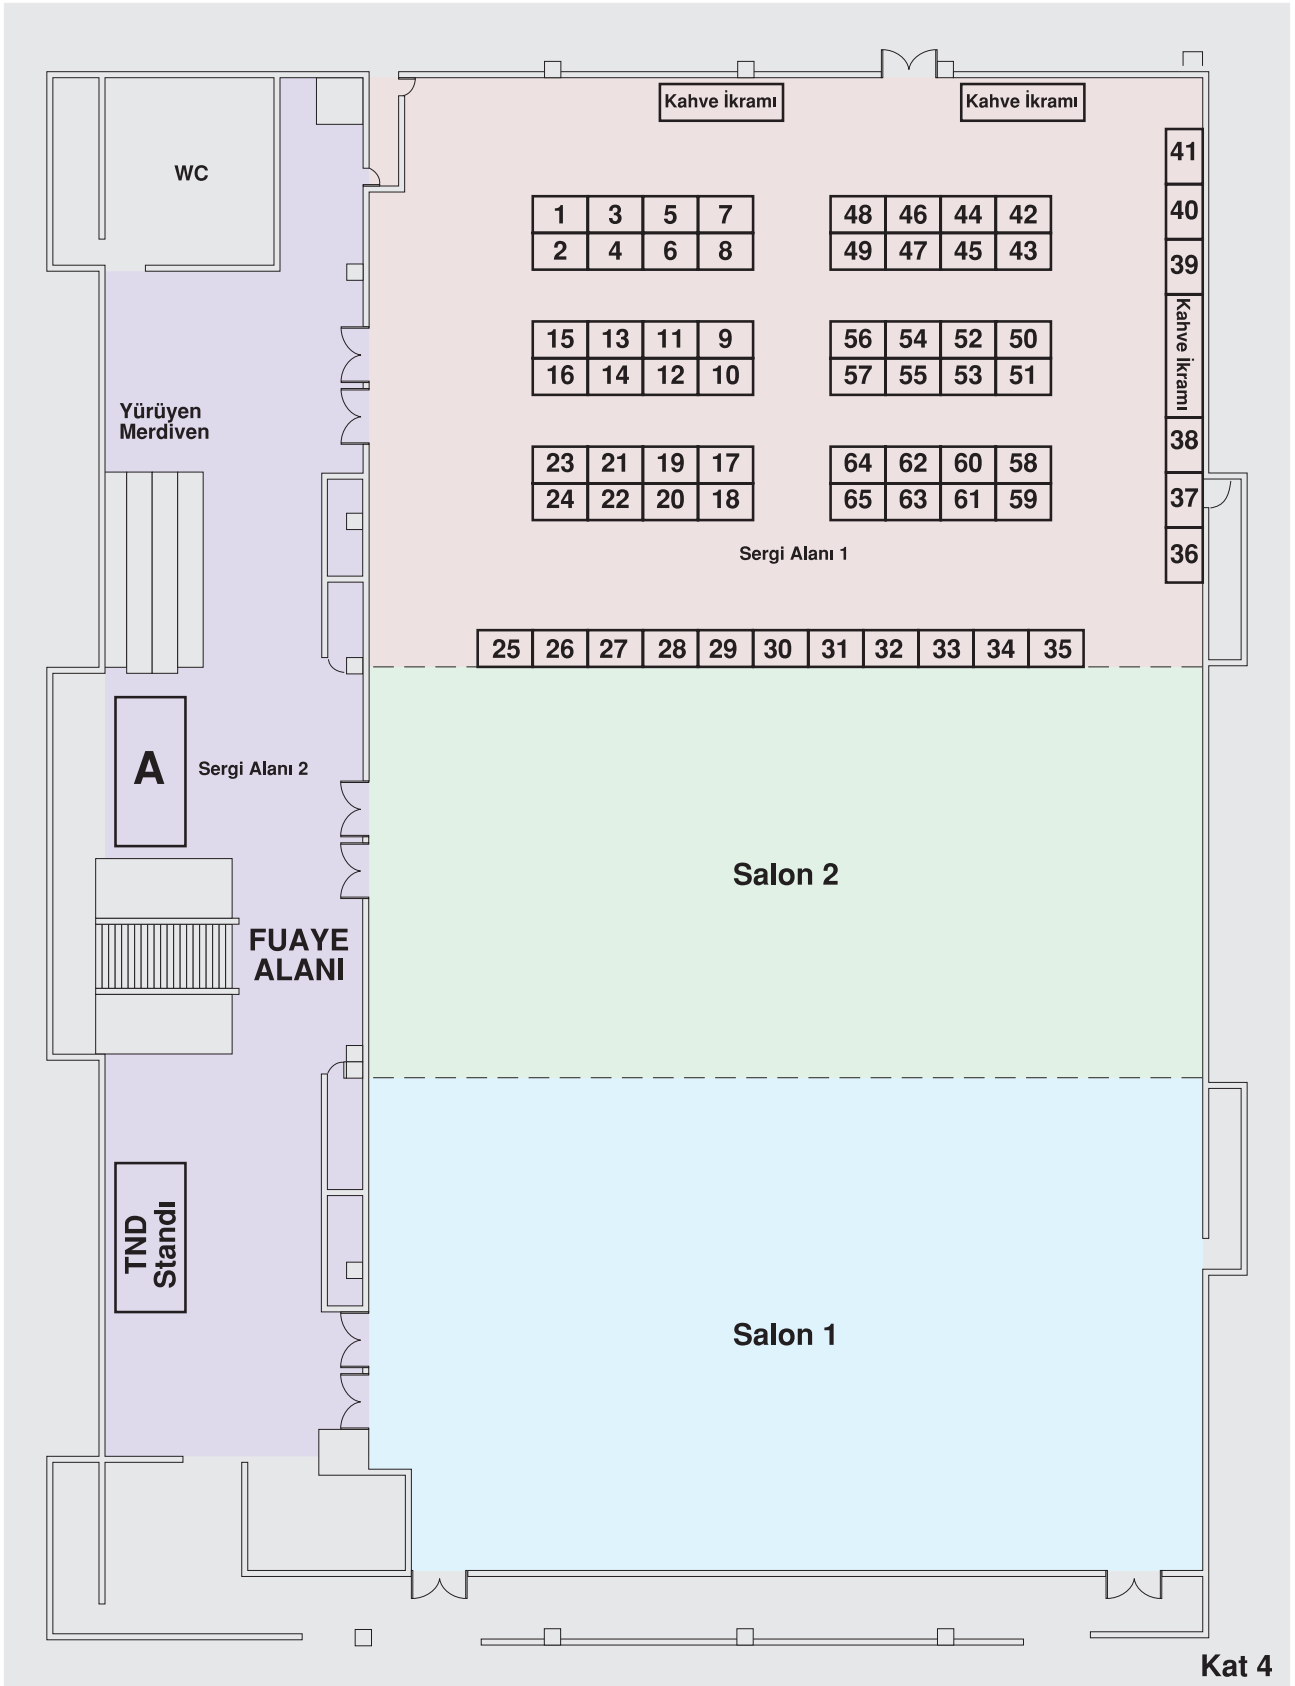 Kahve İkramı Kahve İkramı
WC
41
40
39
Kahve İkramı
38
37
36
1 3 5 7
2 4 6 8
48 46 44 42
49 47 45 43
15 13 11 9
16 14 12 10
56 54 52 50
57 55 53 51
Yürüyen
Merdiven
23 21 19 17
24 22 20 18
64 62 60 58
65 63 61 59
Sergi Alanı 1
25 26 27 28 29 30 31 32 33 34 35
A
Sergi Alanı 2
Salon 2
FUAYE
ALANI
TND
Standı
Salon 1
Kat 4